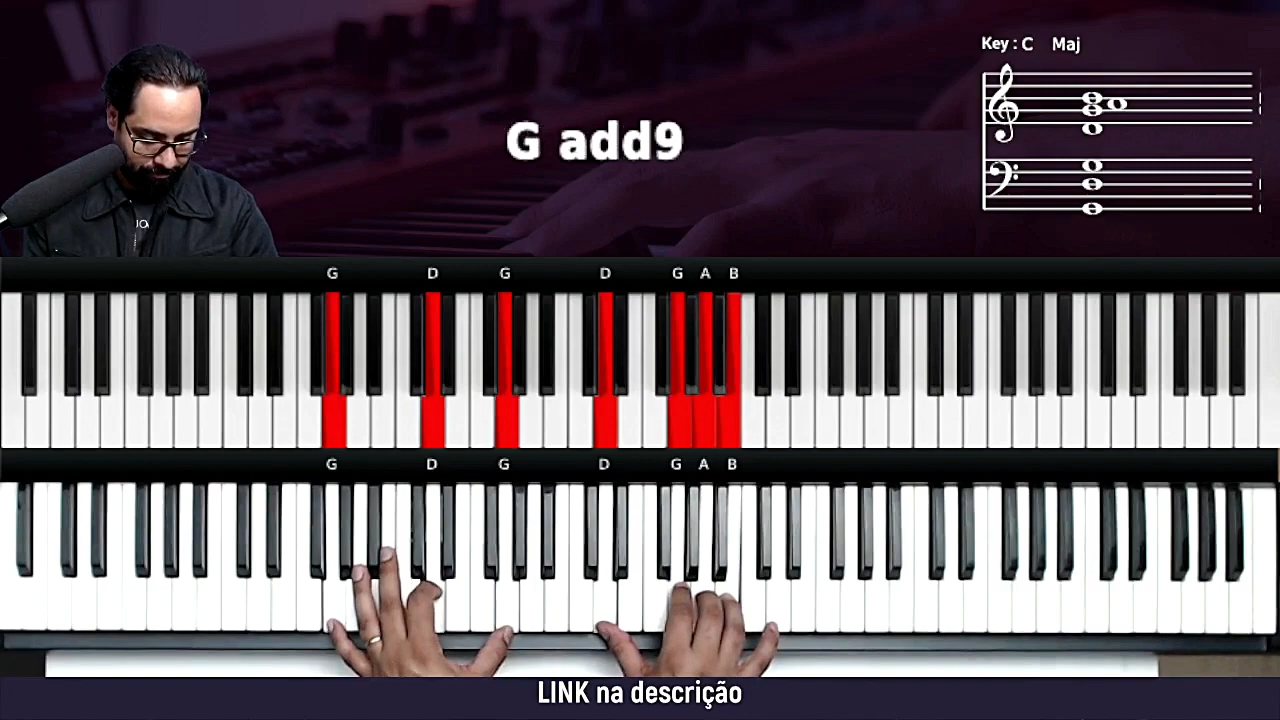 Key : C Maj
G add9
G D G D G A B
G D G D G A B
LINK na descrição